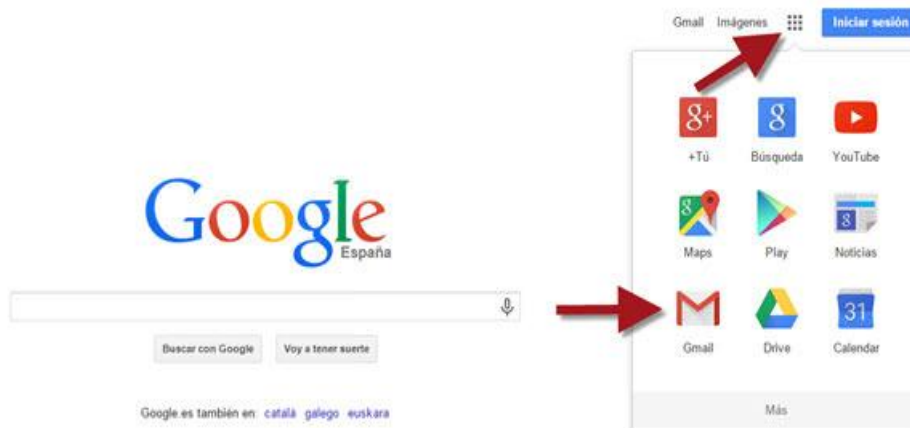 Gmail Imágenes Iniciar sesión
g+ g
+Tú Búsqueda YouTube
Google
España
g g
Maps Play Noticias
31
Gmail Drive Calendar
Buscar con Google Voy a tener suerte
Más
Google.es también en: català galego euskara